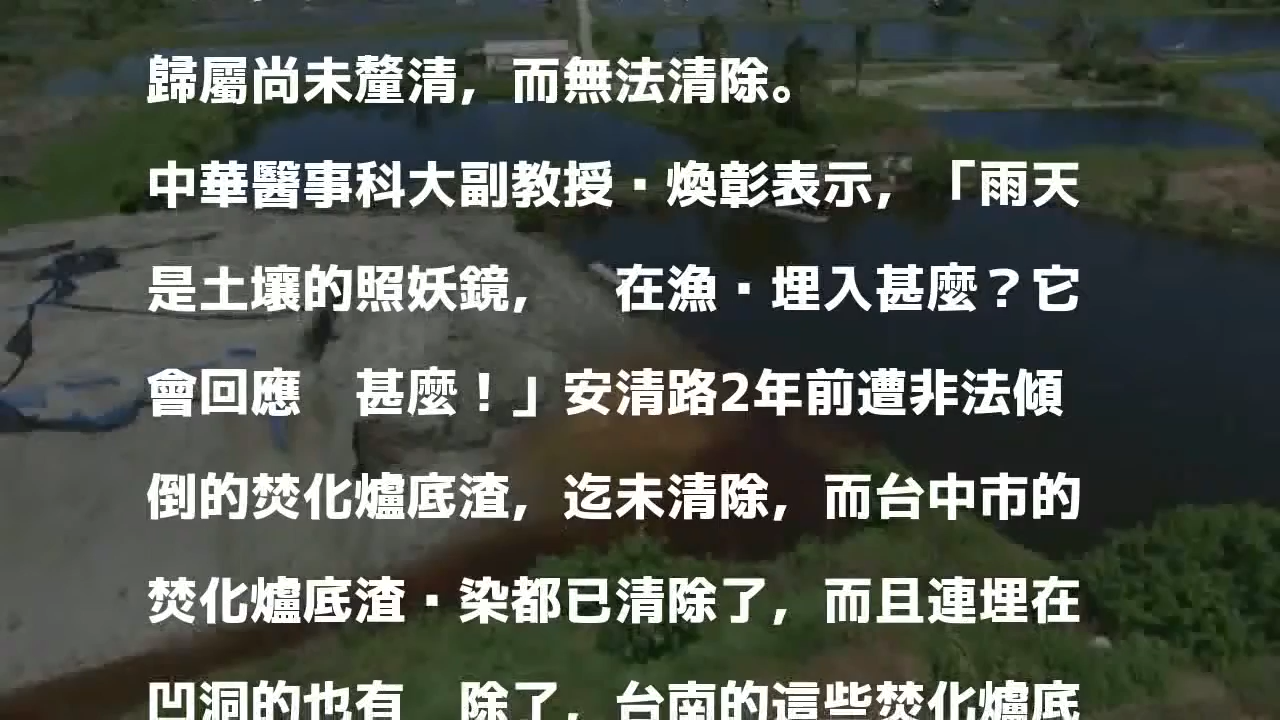 歸屬尚未釐清，而無法清除。
中華醫事科大副教授▪煥彰表示，「雨天
是土壤的照妖鏡，　在漁▪埋入甚麼？它
會回應　甚麼！」安清路2年前遭非法傾
倒的焚化爐底渣，迄未清除，而台中市的
焚化爐底渣▪染都已清除了，而且連埋在
凹洞的也有　除了，台南的這些焚化爐底